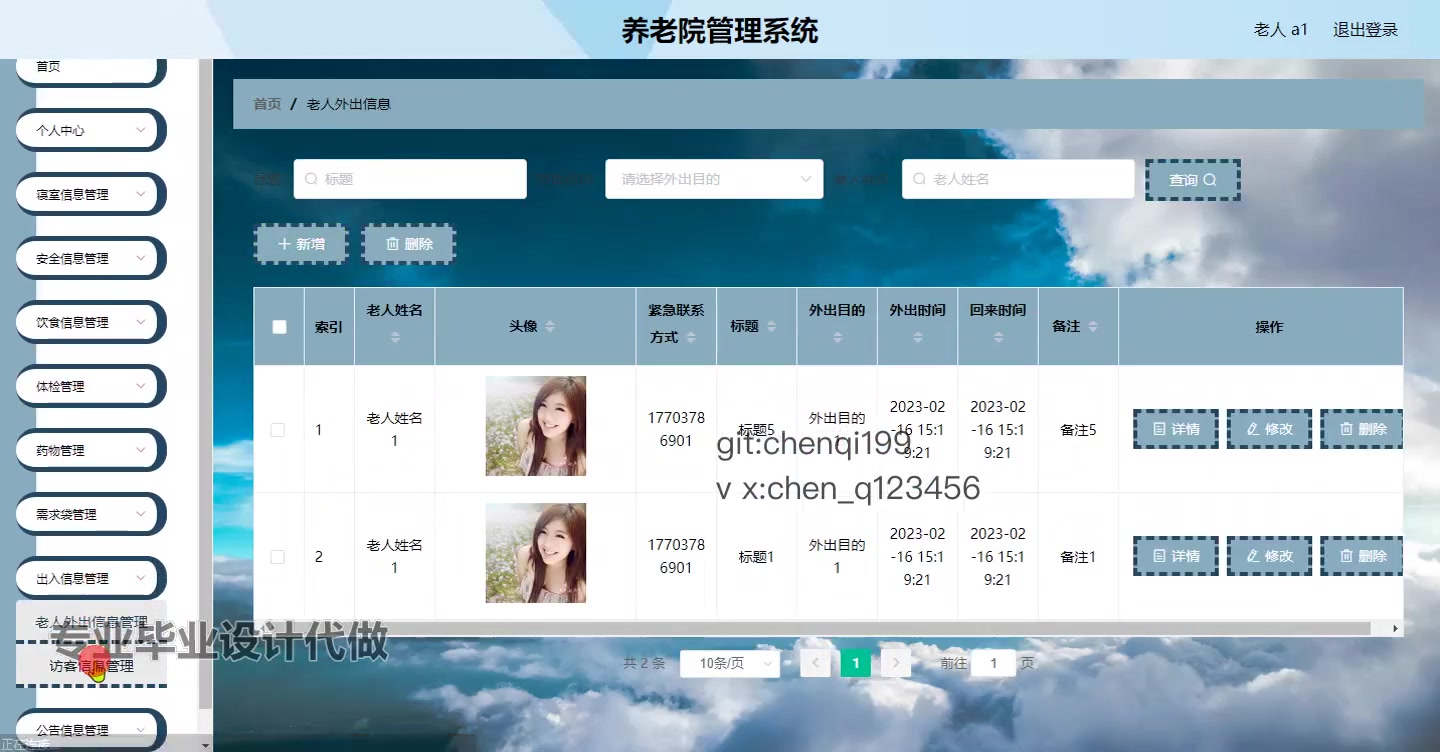 养老院管理系统
老人 a1 退出登录
首页
个人中心
寝室信息管理
安全信息管理
饮食信息管理
体检管理
药物管理
需求袋管理
出入信息管理
老人外出信息管理
访客信息管理
公告信息管理
首页 / 老人外出信息
标题 标题 请选择外出目的 老人姓名 老人姓名 查询
新增 删除
索引 老人姓名 头像 紧急联系方式 标题 外出目的 外出时间 回来时间 备注 操作
1 老人姓名1 17703786901 标题5 外出目的1 2023-02-16 15:19:21 2023-02-16 15:19:21 备注5 详情 修改 删除
2 老人姓名1 17703786901 标题1 外出目的1 2023-02-16 15:19:21 2023-02-16 15:19:21 备注1 详情 修改 删除
git:chenqi199
v x:chen_q123456
专业毕业设计代做
共 2 条 10条/页 1 前往 1 页